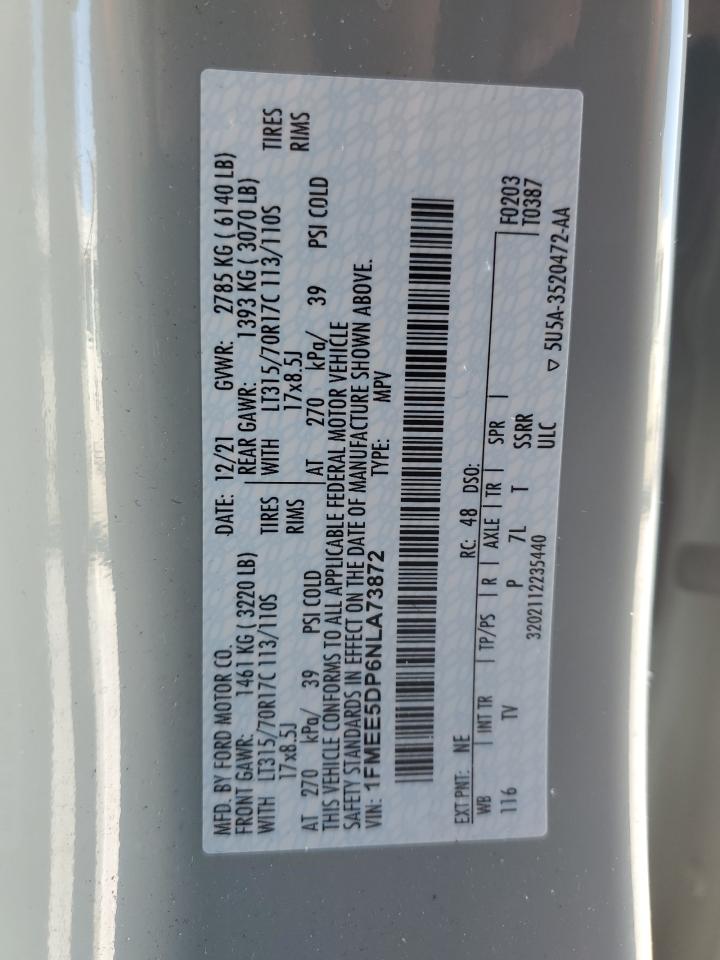 MFD. BY FORD MOTOR CO. DATE: 12/21 GVWR: 2785 KG ( 6140 LB)
FRONT GAWR: 1461 KG ( 3220 LB) REAR GAWR: 1393 KG ( 3070 LB)
WITH LT315/70R17C 113/110S TIRES WITH LT315/70R17C 113/110S TIRES
17x8.5J RIMS 17x8.5J RIMS
AT 270 kPa/ 39 PSI COLD AT 270 kPa/ 39 PSI COLD
THIS VEHICLE CONFORMS TO ALL APPLICABLE FEDERAL MOTOR VEHICLE
SAFETY STANDARDS IN EFFECT ON THE DATE OF MANUFACTURE SHOWN ABOVE.
VIN: 1FMEE5DP6NLA73872 TYPE: MPV
EXT PNT: NE RC: 48 DSO:
WB INT TR TP/PS R AXLE TR SPR F0203
116 TV P 7L T SSRR T0387
3202112235440 ULC
▽ 5U5A-3520472-AA